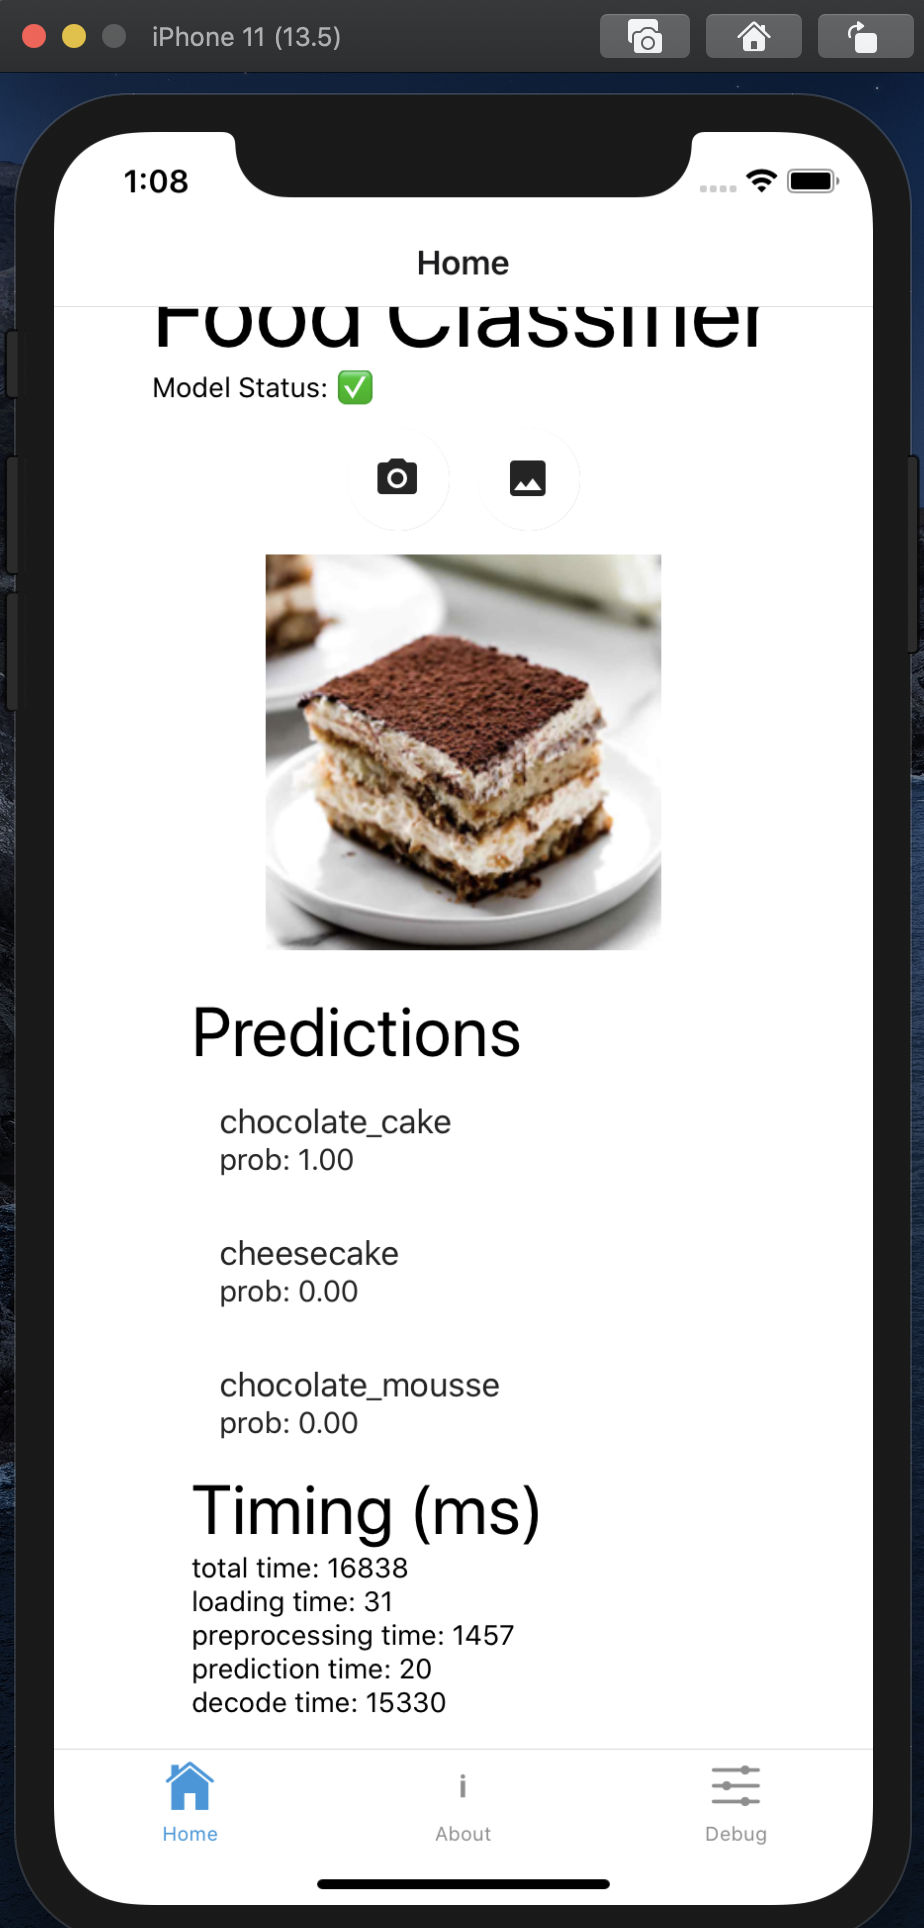 iPhone 11 (13.5)
1:08
Home
Food Classifier
Model Status: ✅
Predictions
chocolate_cake
prob: 1.00
cheesecake
prob: 0.00
chocolate_mousse
prob: 0.00
Timing (ms)
total time: 16838
loading time: 31
preprocessing time: 1457
prediction time: 20
decode time: 15330
Home
About
Debug